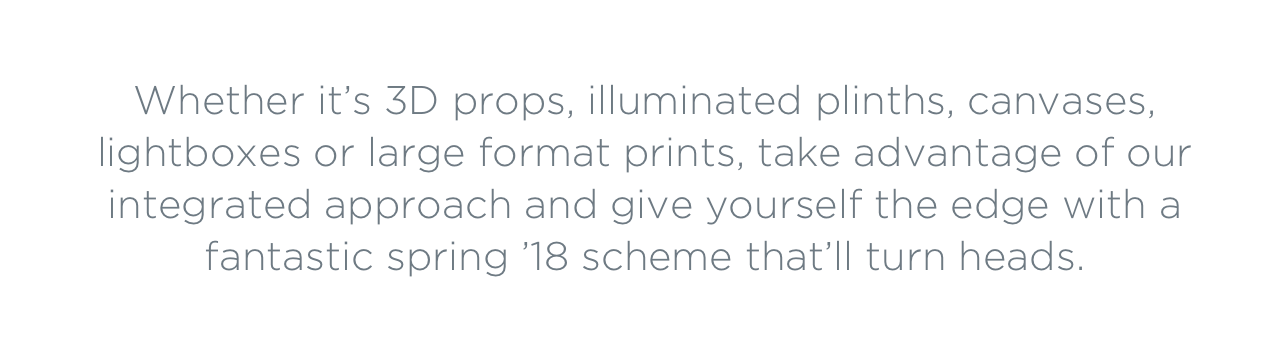 Whether it’s 3D props, illuminated plinths, canvases,
lightboxes or large format prints, take advantage of our
integrated approach and give yourself the edge with a
fantastic spring ’18 scheme that’ll turn heads.